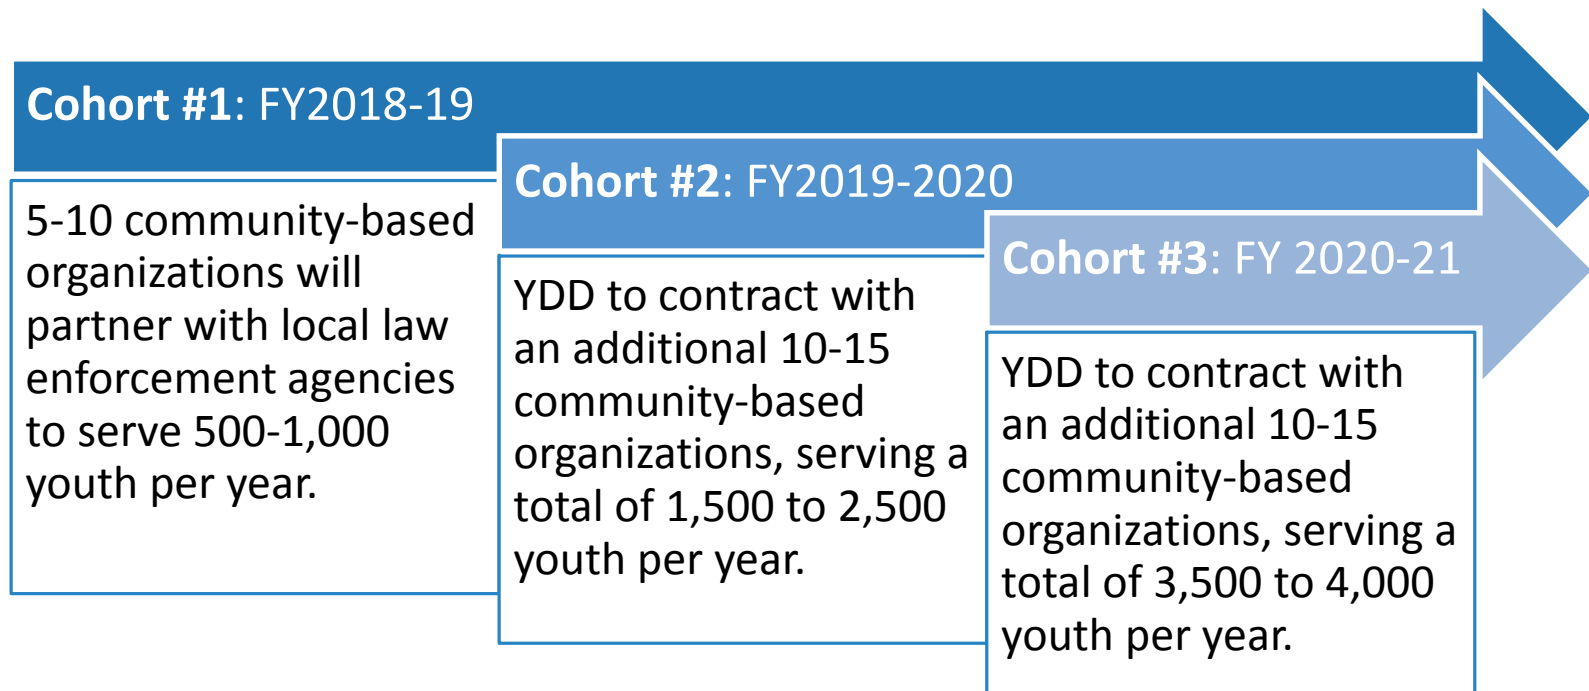 Cohort #1: FY2018-19
5-10 community-based
organizations will
partner with local law
enforcement agencies
to serve 500-1,000
youth per year.
Cohort #2: FY2019-2020
YDD to contract with
an additional 10-15
community-based
organizations, serving a
total of 1,500 to 2,500
youth per year.
Cohort #3: FY 2020-21
YDD to contract with
an additional 10-15
community-based
organizations, serving a
total of 3,500 to 4,000
youth per year.